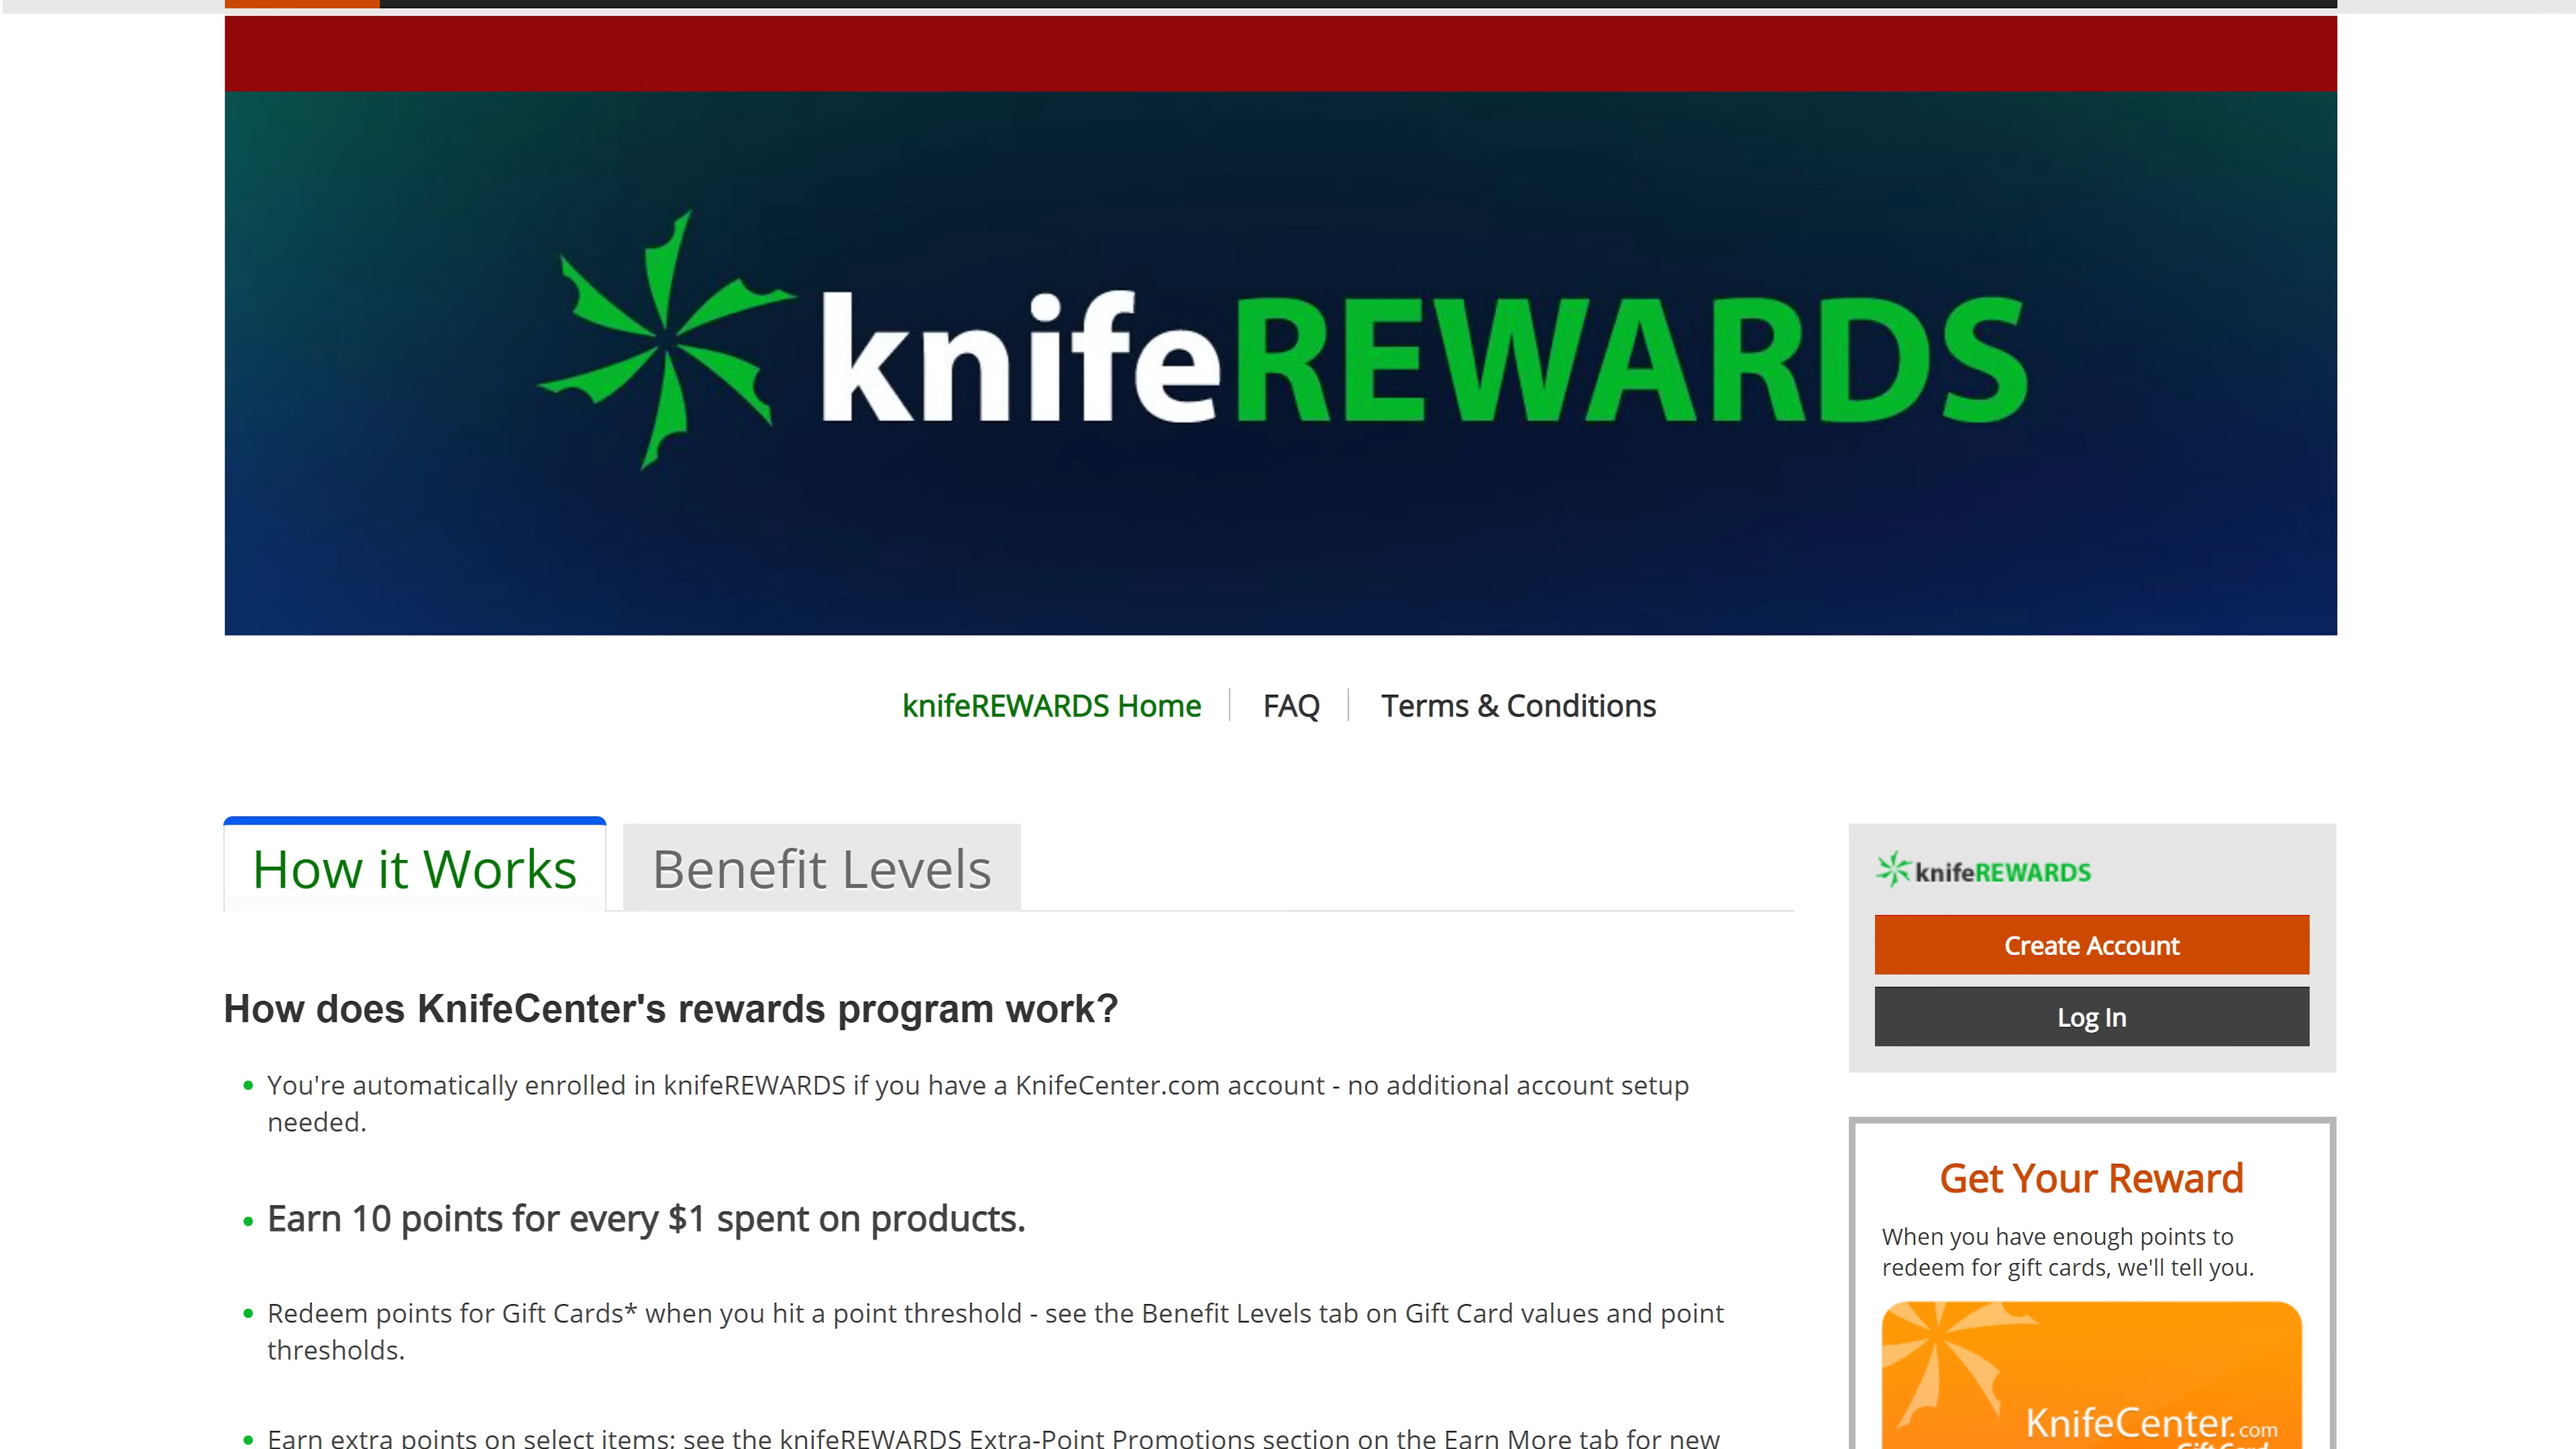 knifeREWARDS
knifeREWARDS Home
FAQ
Terms & Conditions
How it Works
Benefit Levels
How does KnifeCenter's rewards program work?
You're automatically enrolled in knifeREWARDS if you have a KnifeCenter.com account - no additional account setup
needed.
Earn 10 points for every $1 spent on products.
Redeem points for Gift Cards* when you hit a point threshold - see the Benefit Levels tab on Gift Card values and point
thresholds.
Earn extra points on select items; see the knifeREWARDS Extra-Point Promotions section on the Earn More tab for new
knifeREWARDS
Create Account
Log In
Get Your Reward
When you have enough points to
redeem for gift cards, we'll tell you.
KnifeCenter.com
Gift Card